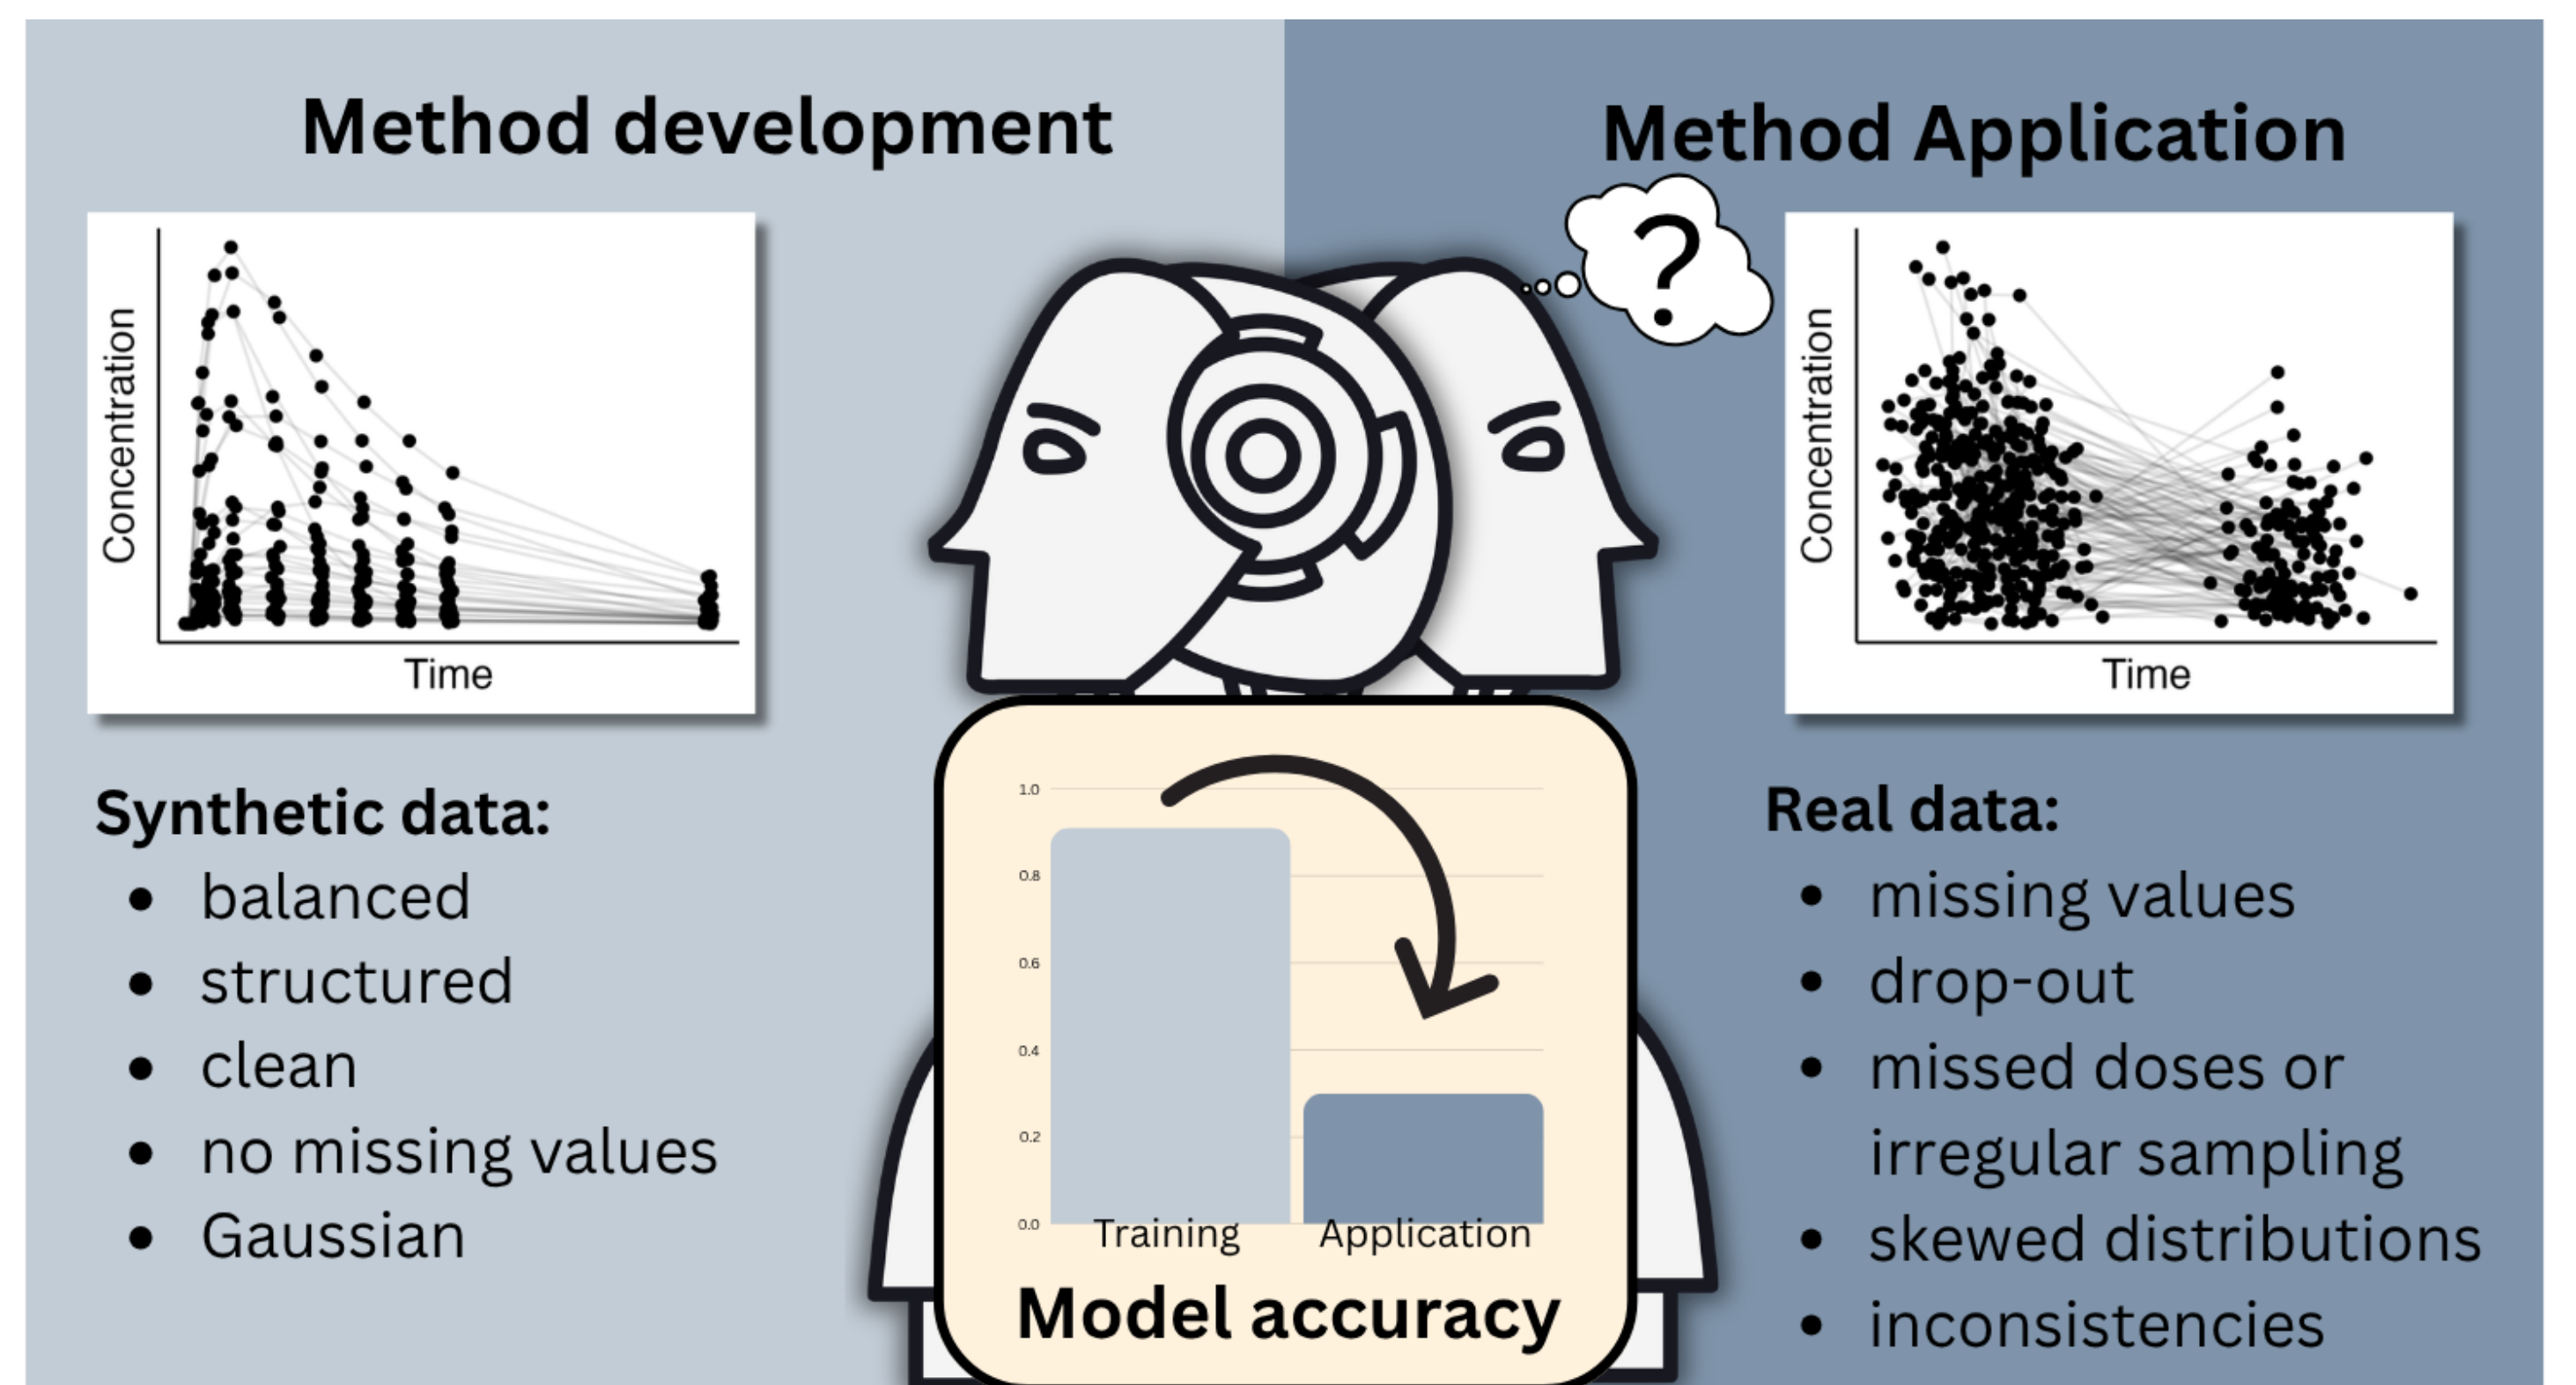 Method development
Method Application
?
Concentration
Time
Concentration
Time
Synthetic data:
• balanced
• structured
• clean
• no missing values
• Gaussian
1.0
0.8
0.6
0.4
0.2
0.0
Training
Application
Model accuracy
Real data:
• missing values
• drop-out
• missed doses or
irregular sampling
• skewed distributions
• inconsistencies